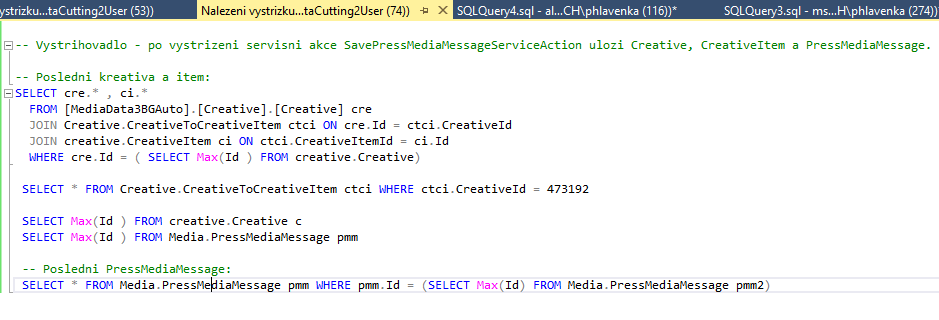 vystrizku...taCutting2User (53))
Nalezeni vystrizku...taCutting2User (74))
SQLQuery4.sql - al...CH\phlavenka (116))*
SQLQuery3.sql - ms...H\phlavenka (274))
-- Vystrihovadlo - po vystrizeni servisni akce SavePressMediaMessageServiceAction ulozi Creative, CreativeItem a PressMediaMessage.
-- Posledni kreativa a item:
SELECT cre.* , ci.*
FROM [MediaData3BGAuto].[Creative].[Creative] cre
JOIN Creative.CreativeToCreativeItem ctci ON cre.Id = ctci.CreativeId
JOIN creative.CreativeItem ci ON ctci.CreativeItemId = ci.Id
WHERE cre.Id = ( SELECT Max(Id ) FROM creative.Creative)
SELECT * FROM Creative.CreativeToCreativeItem ctci WHERE ctci.CreativeId = 473192
SELECT Max(Id ) FROM creative.Creative c
SELECT Max(Id ) FROM Media.PressMediaMessage pmm
-- Posledni PressMediaMessage:
SELECT * FROM Media.PressMediaMessage pmm WHERE pmm.Id = (SELECT Max(Id) FROM Media.PressMediaMessage pmm2)